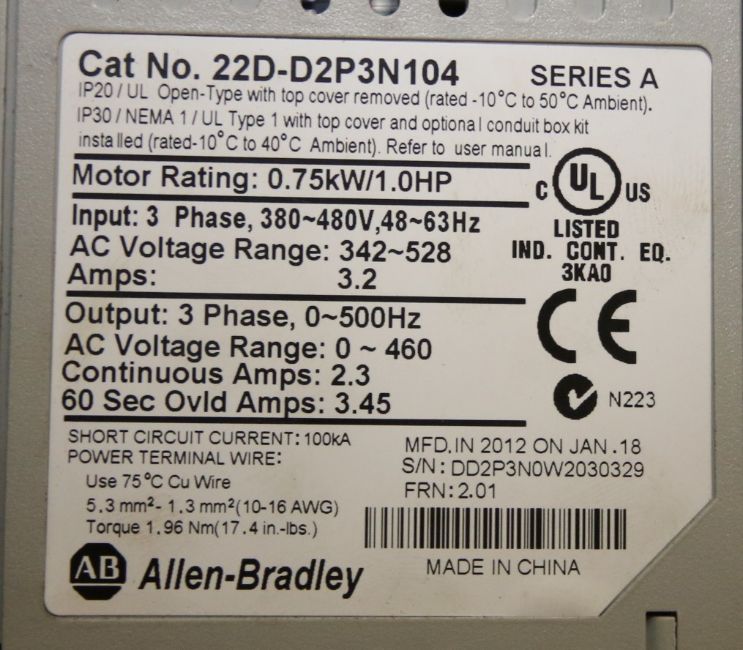 Cat No. 22D-D2P3N104 SERIES A
IP20 / UL Open-Type with top cover removed (rated -10°C to 50°C Ambient).
IP30 / NEMA 1 / UL Type 1 with top cover and optional conduit box kit
installed (rated-10°C to 40°C Ambient). Refer to user manual.
Motor Rating: 0.75kW/1.0HP
C UL US
LISTED
IND. CONT. EQ.
3KA0
Input: 3 Phase, 380~480V,48~63Hz
AC Voltage Range: 342~528
Amps: 3.2
CE
Output: 3 Phase, 0~500Hz
AC Voltage Range: 0 ~ 460
Continuous Amps: 2.3
60 Sec Ovld Amps: 3.45
N223
SHORT CIRCUIT CURRENT: 100kA
POWER TERMINAL WIRE:
Use 75°C Cu Wire
5.3 mm²- 1.3 mm²(10-16 AWG)
Torque 1.96 Nm(17.4 in.-lbs.)
MFD.IN 2012 ON JAN .18
S/N: DD2P3N0W2030329
FRN: 2.01
AB Allen-Bradley
MADE IN CHINA